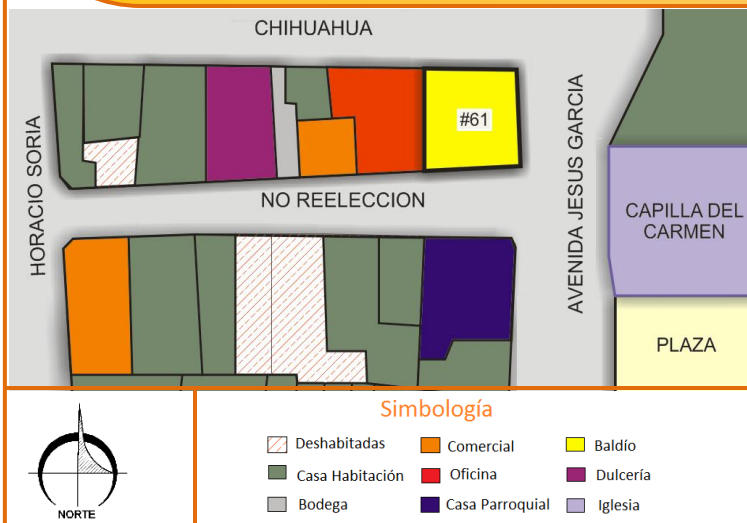 CHIHUAHUA
#61
HORACIO SORIA
NO REELECCION
AVENIDA JESUS GARCIA
CAPILLA DEL
CARMEN
PLAZA
Simbología
Deshabitadas
Comercial
Baldío
Casa Habitación
Oficina
Dulcería
Bodega
Casa Parroquial
Iglesia
NORTE